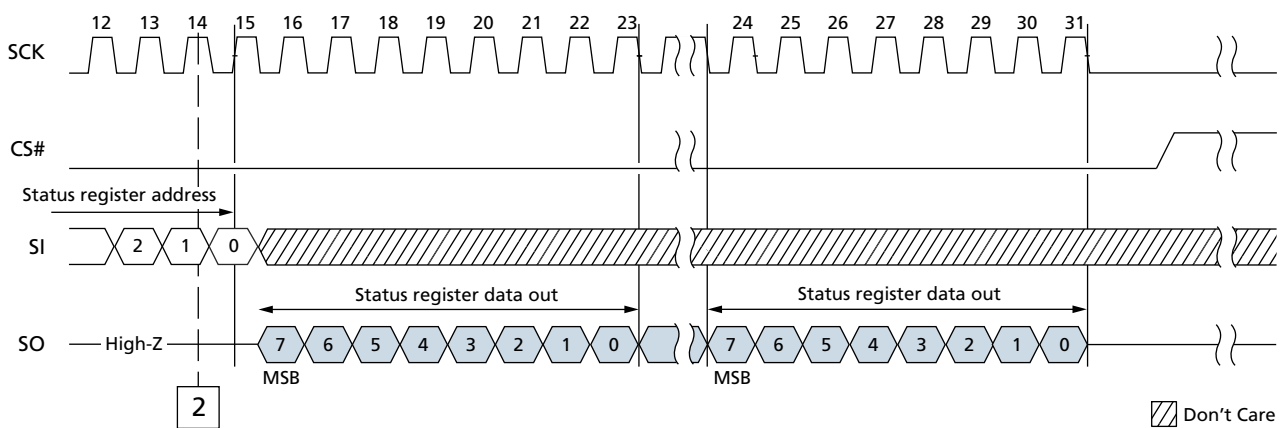 12 13 14 15 16 17 18 19 20 21 22 23 24 25 26 27 28 29 30 31
SCK
CS#
Status register address
SI 2 1 0
Status register data out Status register data out
SO High-Z 7 6 5 4 3 2 1 0 7 6 5 4 3 2 1 0
MSB MSB
2
Don't Care